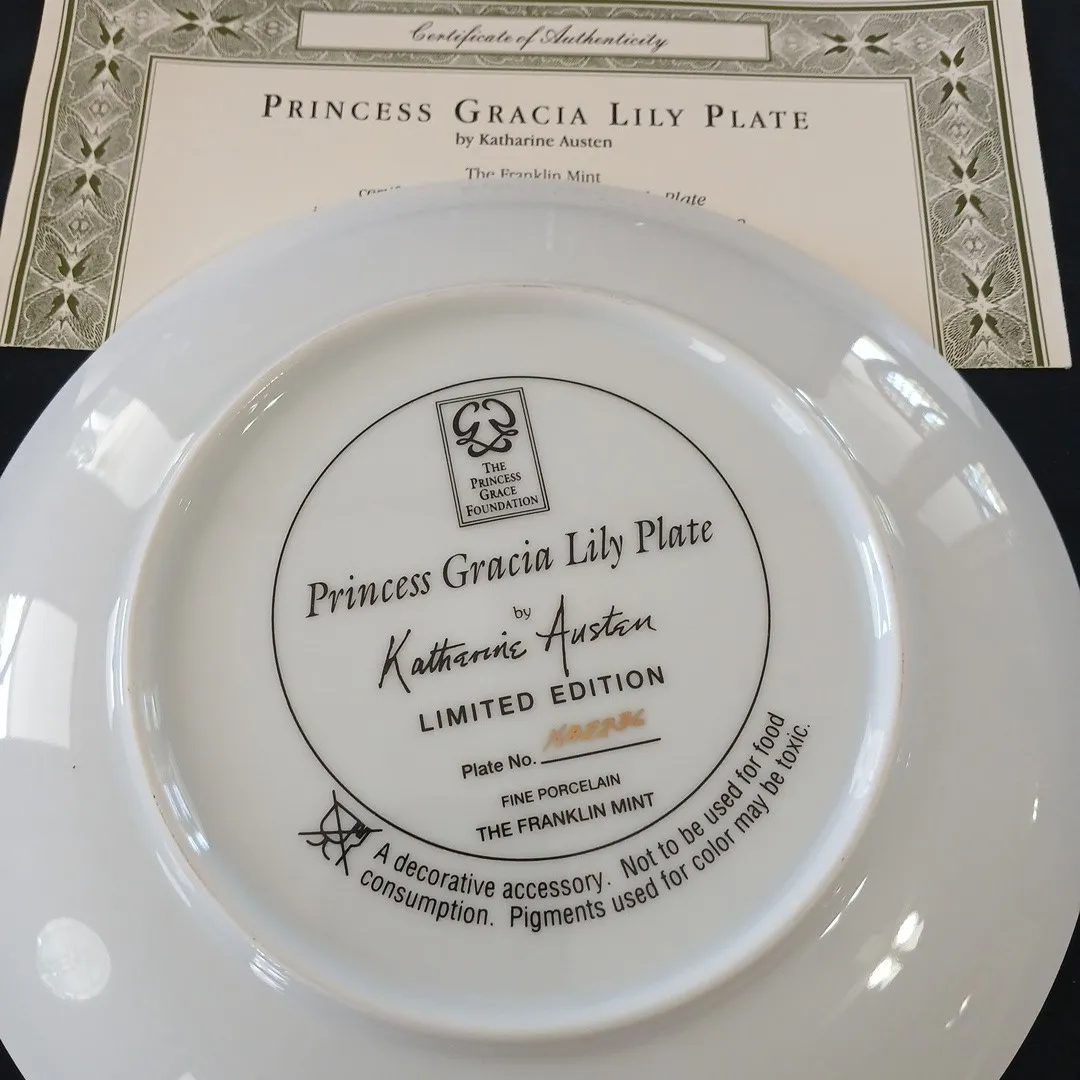 Certificate of Authenticity
PRINCESS GRACIA LILY PLATE
by Katharine Austen
The Franklin Mint
Plate
THE
PRINCESS
GRACE
FOUNDATION
Princess Gracia Lily Plate
by
Katharine Austen
LIMITED EDITION
Plate No.
FINE PORCELAIN
THE FRANKLIN MINT
A decorative accessory. Not to be used for food
consumption. Pigments used for color may be toxic.